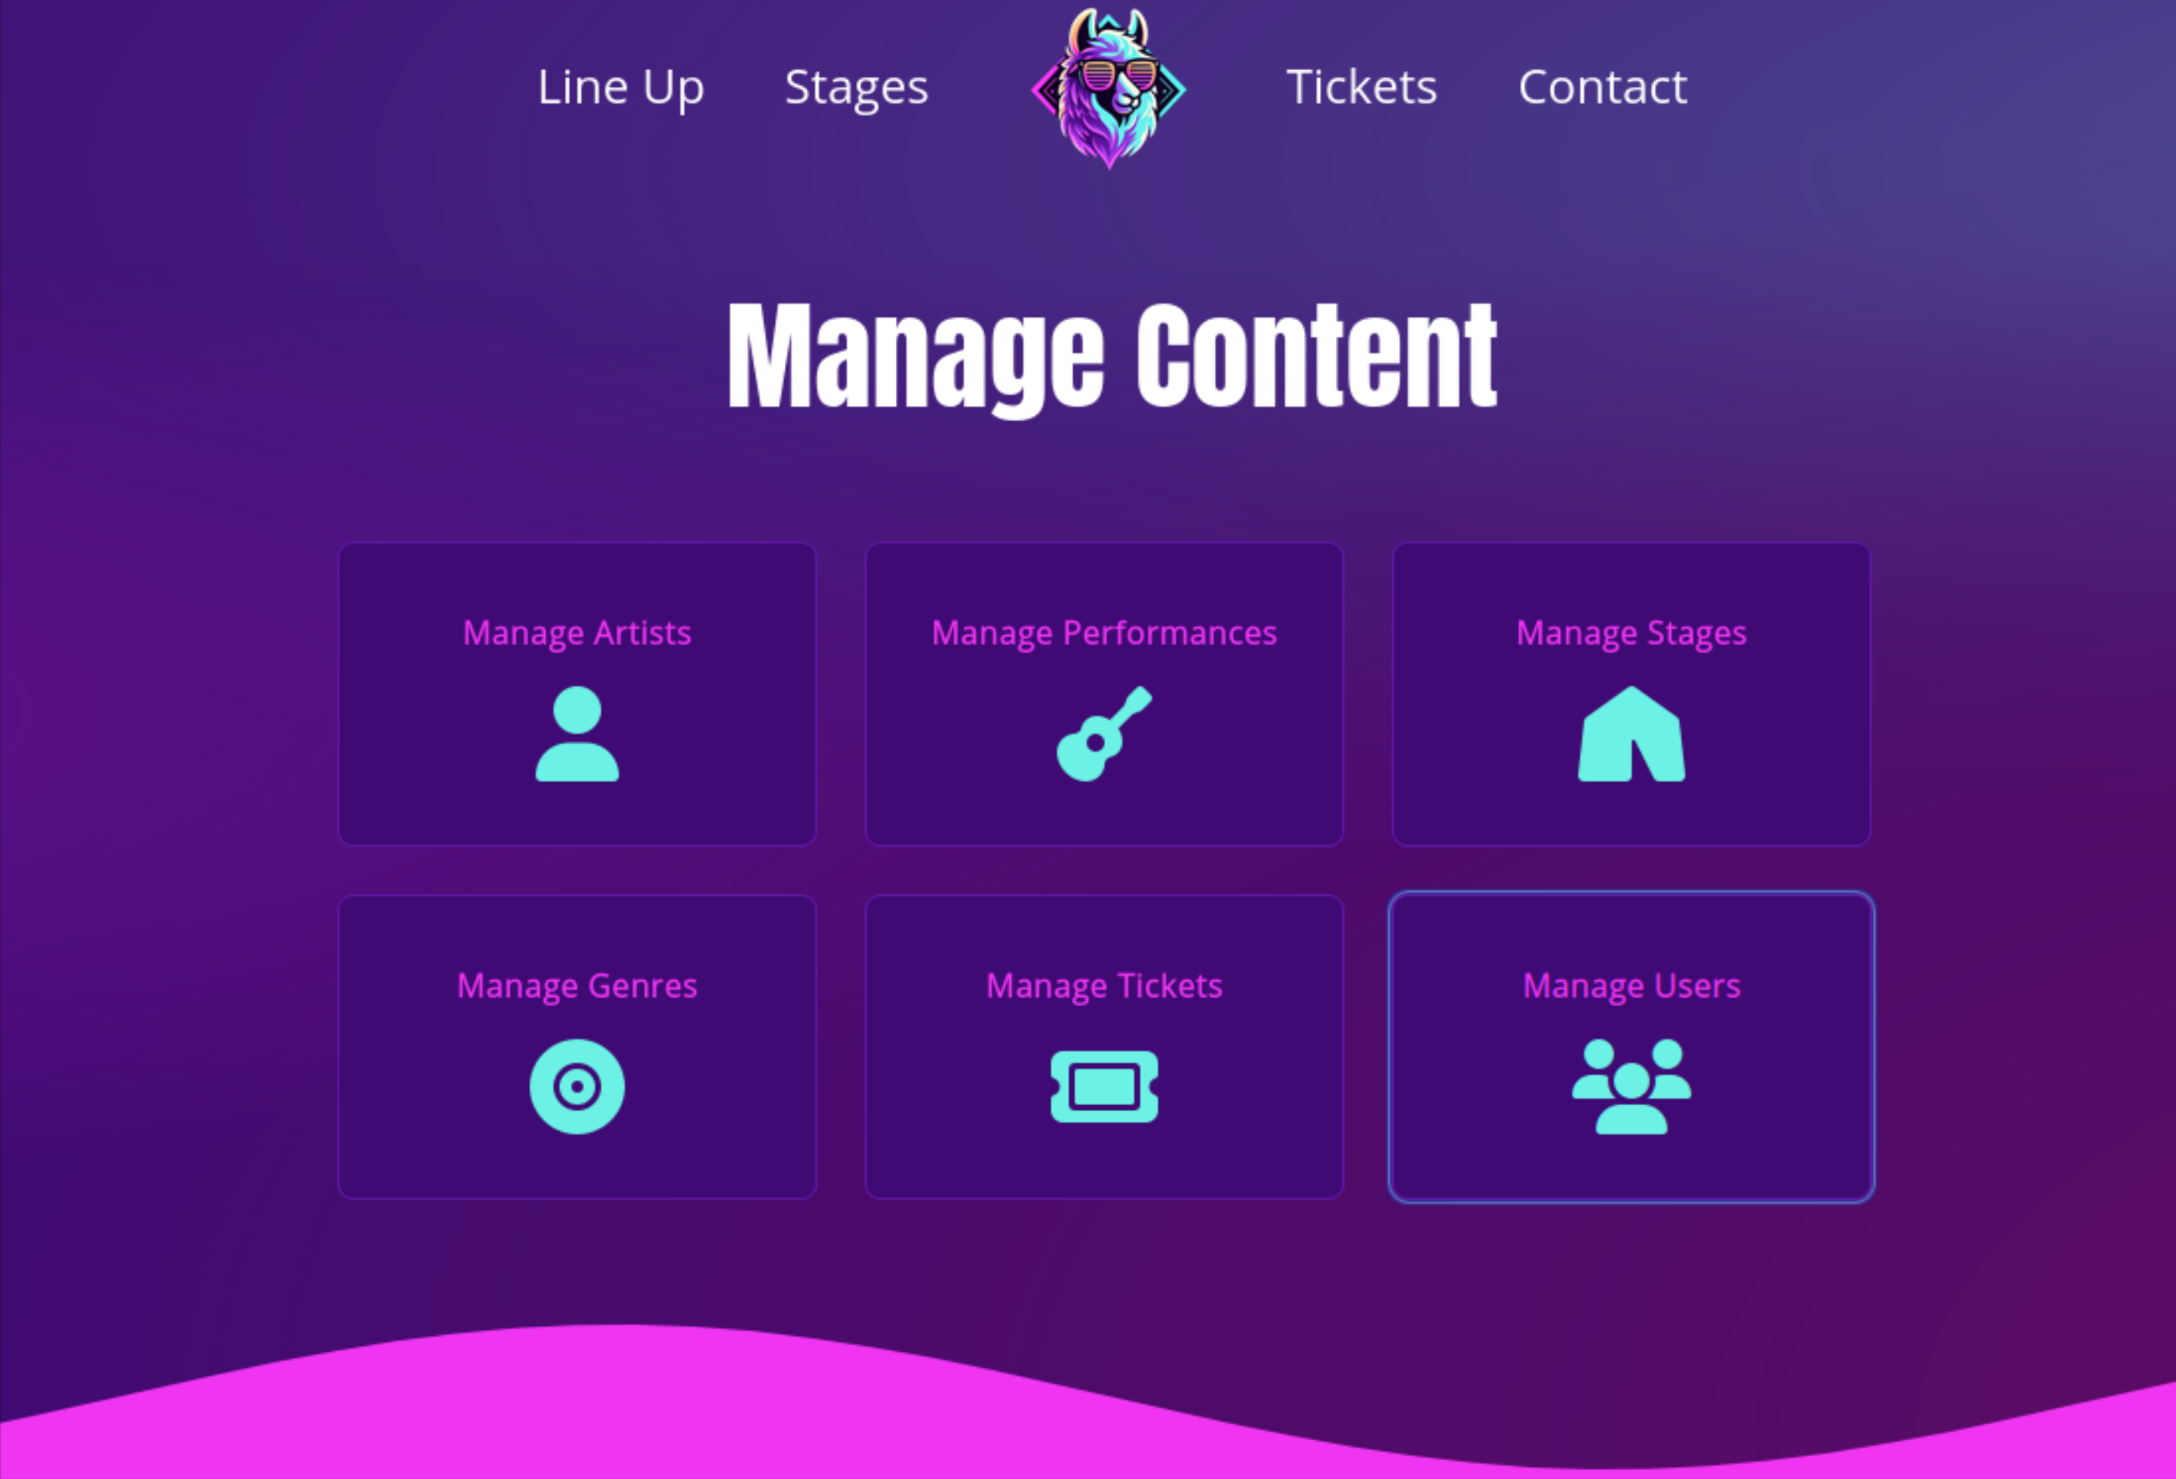 Line Up Stages Tickets Contact
Manage Content
Manage Artists Manage Performances Manage Stages
Manage Genres Manage Tickets Manage Users